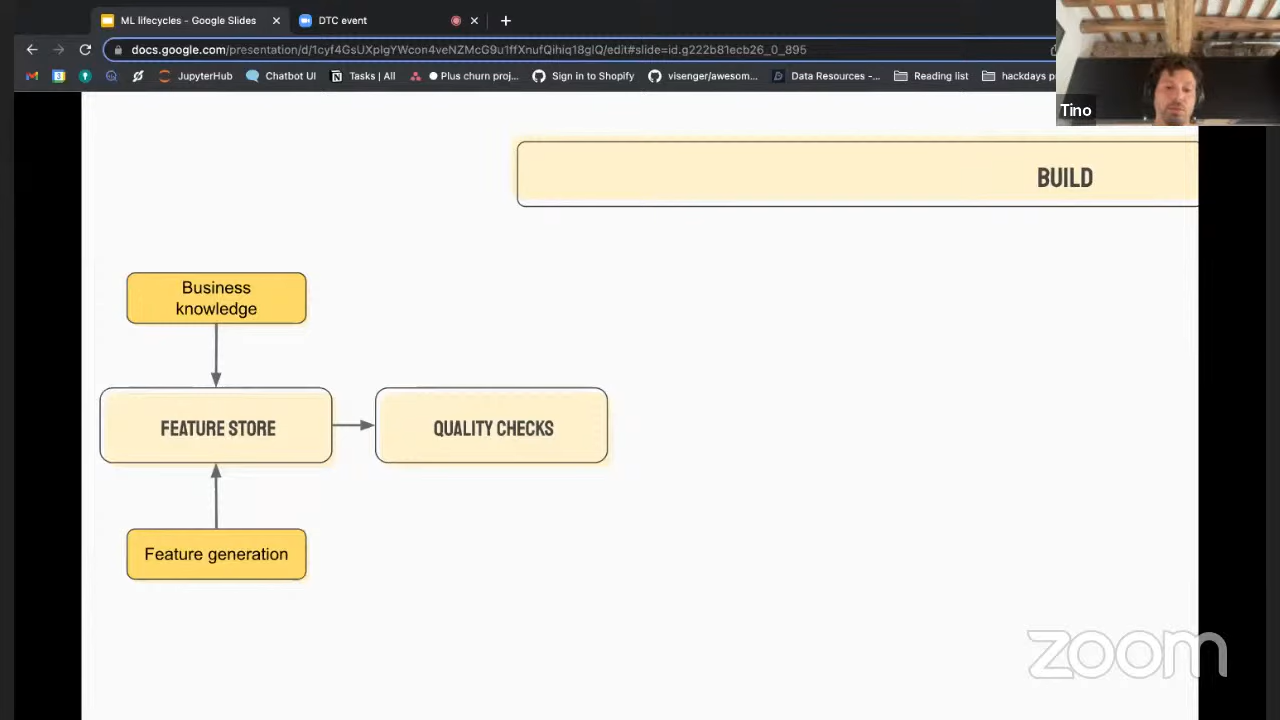 ML lifecycles - Google Slides
DTC event
docs.google.com/presentation/d/1cyf4GsUXplgYWcon4veNZMcG9u1ffXnufQihiq18glQ/edit#slide=id.g222b81ecb26_0_895
JupyterHub
Chatbot UI
Tasks | All
Plus churn proj...
Sign in to Shopify
visenger/awesom...
Data Resources -...
Reading list
hackdays p
Tino
BUILD
Business
knowledge
FEATURE STORE
QUALITY CHECKS
Feature generation
zoom